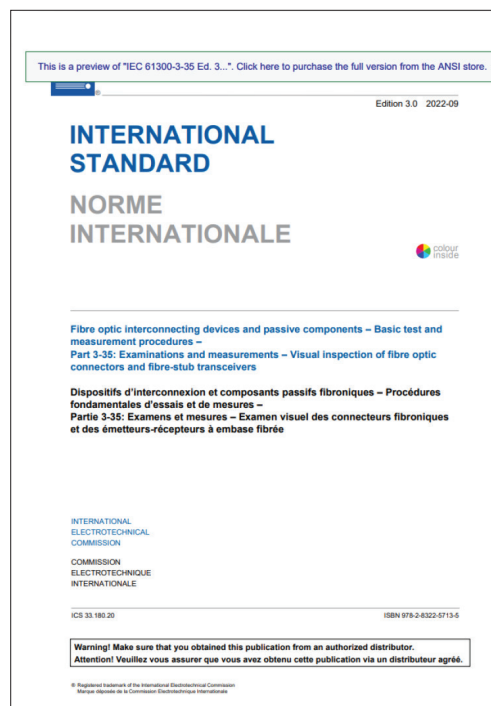 This is a preview of "IEC 61300-3-35 Ed. 3...". Click here to purchase the full version from the ANSI store.
®
Edition 3.0 2022-09
INTERNATIONAL
STANDARD
NORME
INTERNATIONALE
colour
inside
Fibre optic interconnecting devices and passive components – Basic test and
measurement procedures –
Part 3-35: Examinations and measurements – Visual inspection of fibre optic
connectors and fibre-stub transceivers
Dispositifs d'interconnexion et composants passifs fibroniques – Procédures
fondamentales d'essais et de mesures –
Partie 3-35: Examens et mesures – Examen visuel des connecteurs fibroniques
et des émetteurs-récepteurs à embase fibrée
INTERNATIONAL
ELECTROTECHNICAL
COMMISSION
COMMISSION
ELECTROTECHNIQUE
INTERNATIONALE
ICS 33.180.20 ISBN 978-2-8322-5713-5
Warning! Make sure that you obtained this publication from an authorized distributor.
Attention! Veuillez vous assurer que vous avez obtenu cette publication via un distributeur agréé.
® Registered trademark of the International Electrotechnical Commission
Marque déposée de la Commission Electrotechnique Internationale